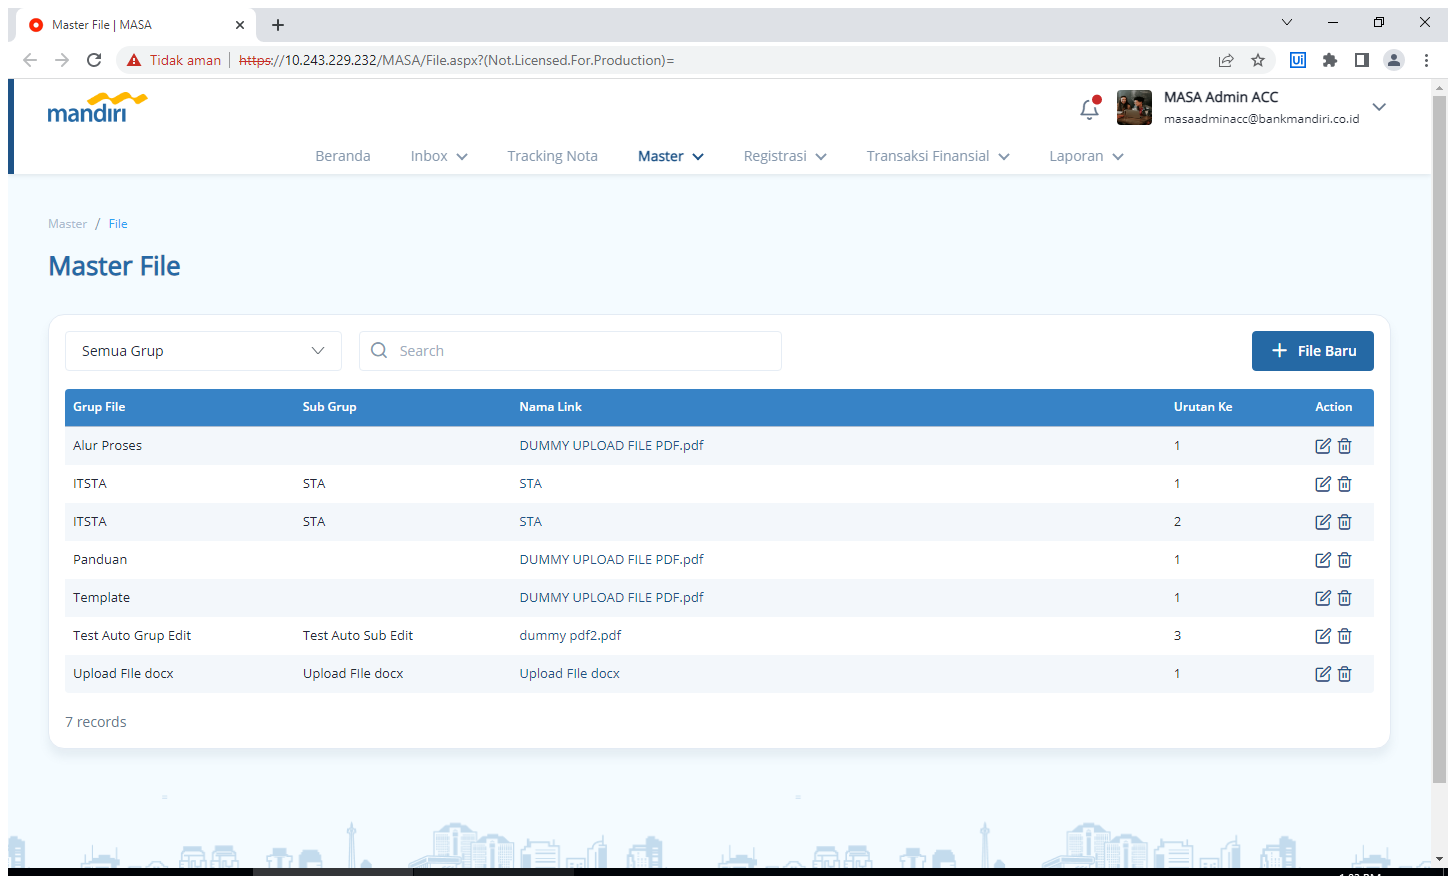 Master File | MASA
Tidak aman
https://10.243.229.232/MASA/File.aspx?(Not.Licensed.For.Production)=
Ui
mandiri
MASA Admin ACC
masaadminacc@bankmandiri.co.id
Beranda Inbox Tracking Nota Master Registrasi Transaksi Finansial Laporan
Master / File
Master File
Semua Grup
Search
+ File Baru
Grup File Sub Grup Nama Link Urutan Ke Action
Alur Proses DUMMY UPLOAD FILE PDF.pdf 1
ITSTA STA STA 1
ITSTA STA STA 2
Panduan DUMMY UPLOAD FILE PDF.pdf 1
Template DUMMY UPLOAD FILE PDF.pdf 1
Test Auto Grup Edit Test Auto Sub Edit dummy pdf2.pdf 3
Upload FIle docx Upload FIle docx Upload FIle docx 1
7 records